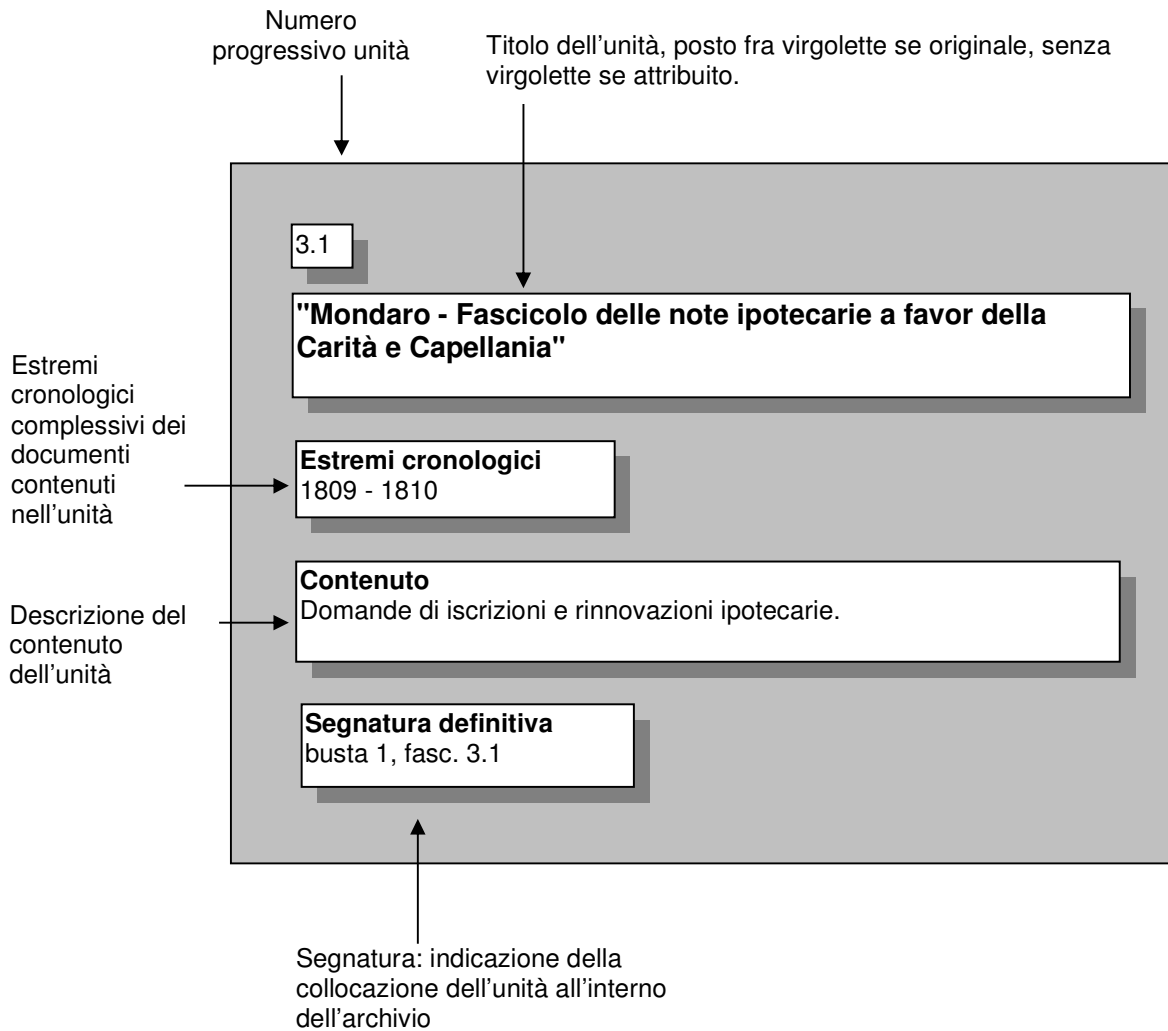 Numero
progressivo unità
Titolo dell’unità, posto fra virgolette se originale, senza
virgolette se attribuito.
3.1
"Mondaro - Fascicolo delle note ipotecarie a favor della
Carità e Capellania"
Estremi
cronologici
complessivi dei
documenti
contenuti
nell’unità
Estremi cronologici
1809 - 1810
Contenuto
Domande di iscrizioni e rinnovazioni ipotecarie.
Descrizione del
contenuto
dell’unità
Segnatura definitiva
busta 1, fasc. 3.1
Segnatura: indicazione della
collocazione dell’unità all’interno
dell’archivio